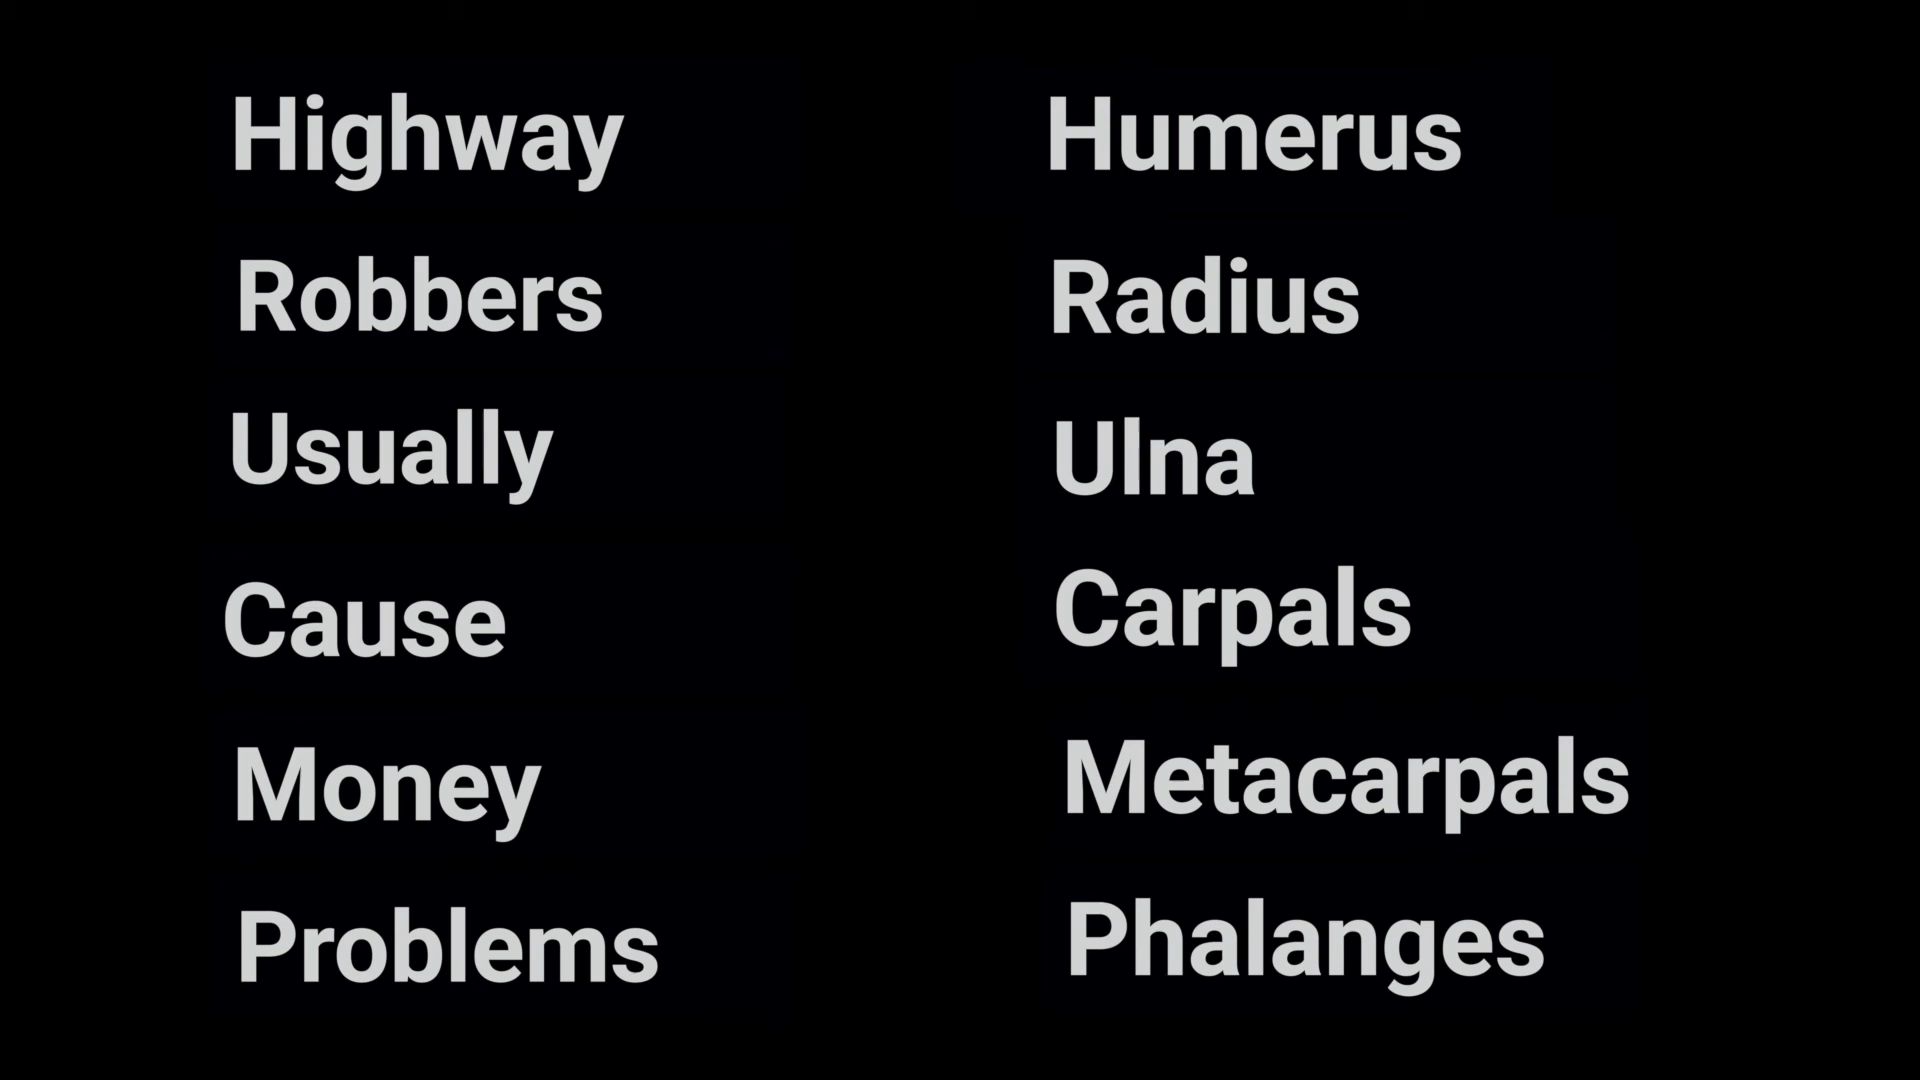 Highway Humerus
Robbers Radius
Usually Ulna
Cause Carpals
Money Metacarpals
Problems Phalanges